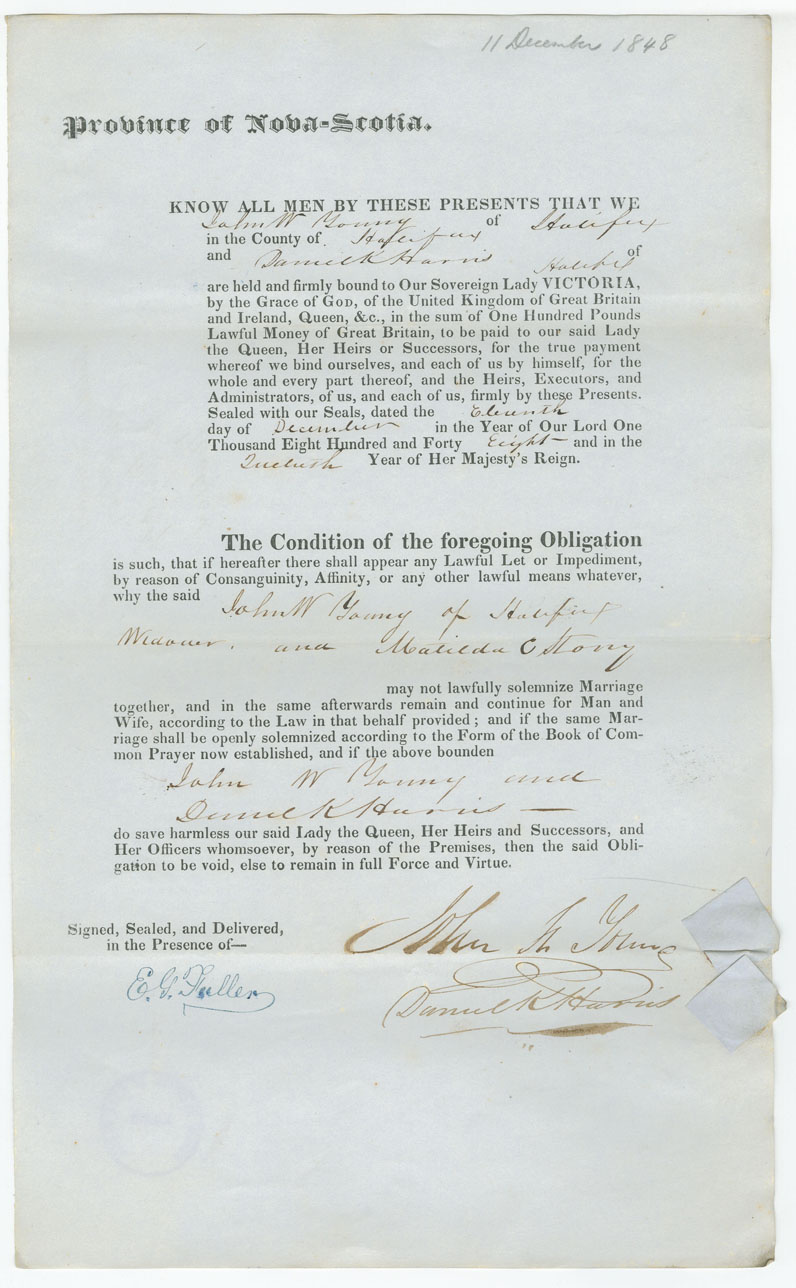 11 December 1848
Province of Nova-Scotia.
KNOW ALL MEN BY THESE PRESENTS THAT WE
John W Young of Halifax
in the County of Halifax
and Daniel K Harris of
Halifax
are held and firmly bound to Our Sovereign Lady VICTORIA,
by the Grace of GOD, of the United Kingdom of Great Britain
and Ireland, Queen, &c., in the sum of One Hundred Pounds
Lawful Money of Great Britain, to be paid to our said Lady
the Queen, Her Heirs or Successors, for the true payment
whereof we bind ourselves, and each of us by himself, for the
whole and every part thereof, and the Heirs, Executors, and
Administrators, of us, and each of us, firmly by these Presents.
Sealed with our Seals, dated the Eleventh
day of December in the Year of Our Lord One
Thousand Eight Hundred and Forty Eight and in the
Twelveth Year of Her Majesty's Reign.
The Condition of the foregoing Obligation
is such, that if hereafter there shall appear any Lawful Let or Impediment,
by reason of Consanguinity, Affinity, or any other lawful means whatever,
why the said John W Young of Halifax
Widower. and Matilda C Story
may not lawfully solemnize Marriage
together, and in the same afterwards remain and continue for Man and
Wife, according to the Law in that behalf provided; and if the same Mar-
riage shall be openly solemnized according to the Form of the Book of Com-
mon Prayer now established, and if the above bounden
John W Young and
Daniel K Harris —
do save harmless our said Lady the Queen, Her Heirs and Successors, and
Her Officers whomsoever, by reason of the Premises, then the said Obli-
gation to be void, else to remain in full Force and Virtue.
Signed, Sealed, and Delivered,
in the Presence of—
John W Young
E. G. Fuller
Daniel K Harris